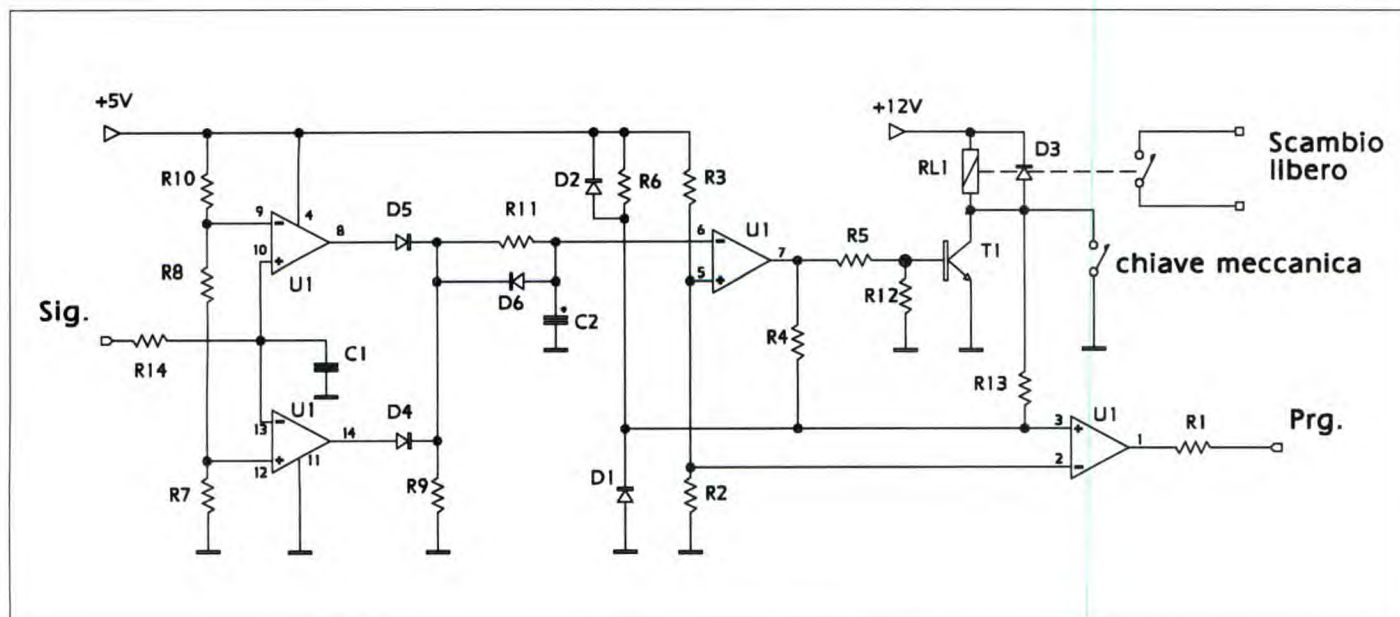 +5V
+12V
Scambio
libero
R10
D2
R6
R3
RL1
D3
9
4
D5
R11
8
6
U1
7
R5
T1
chiave meccanica
10
U1
5
R12
R8
D6
C2
Sig.
R14
C1
R4
R13
U1
D4
13
14
3
U1
R1
Prg.
12
11
1
2
R7
R9
D1
R2